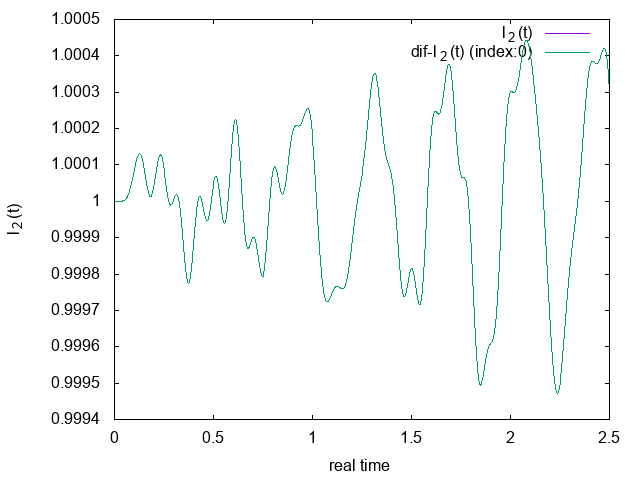 1.0005
1.0004
1.0003
1.0002
1.0001
1
0.9999
0.9998
0.9997
0.9996
0.9995
0.9994
0 0.5 1 1.5 2 2.5
real time
I2(t)
I2(t)
dif-I2(t) (index:0)